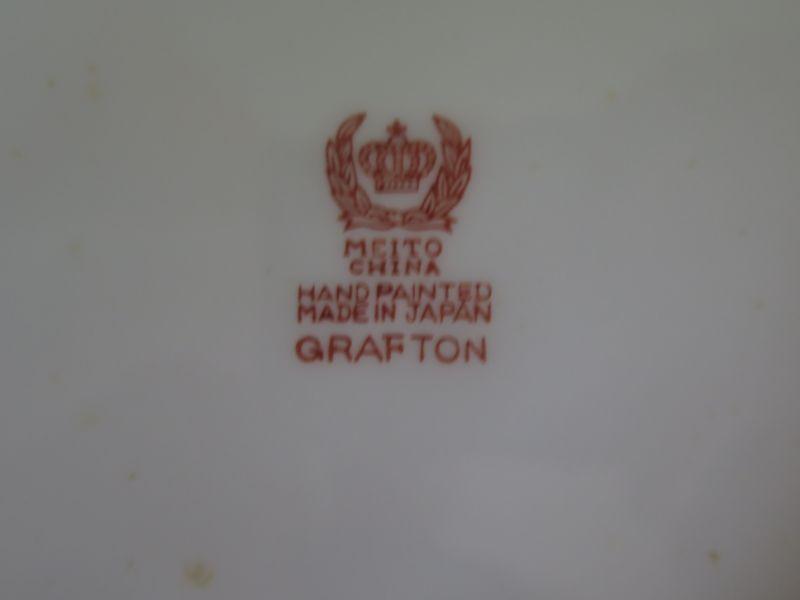 MEITO
CHINA
HAND PAINTED
MADE IN JAPAN
GRAFTON